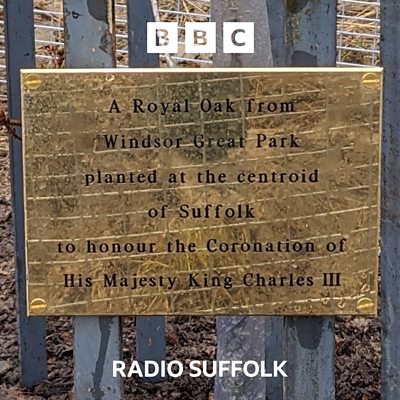 BBC
A Royal Oak from
Windsor Great Park
planted at the centroid
of Suffolk
to honour the Coronation of
His Majesty King Charles III
RADIO SUFFOLK